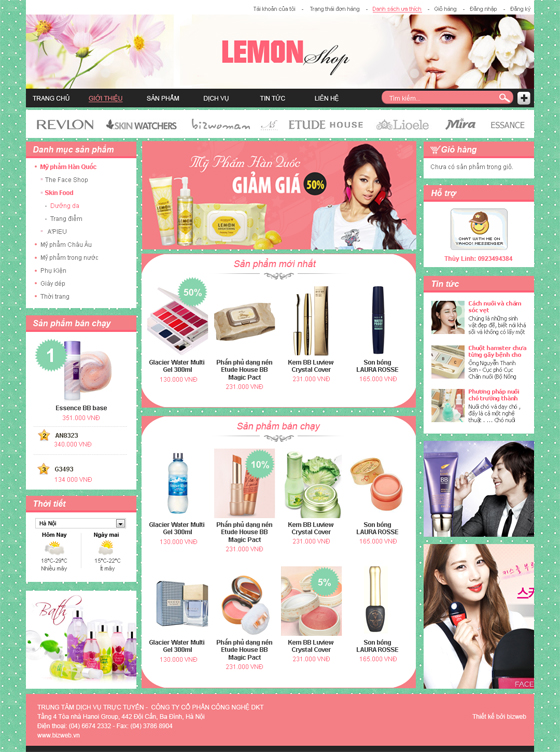 Tài khoản của tôi - Trang thái đơn hàng - Danh sách ưa thích - Giỏ hàng - Đăng nhập - Đăng ký
LEMON Shop
TRANG CHỦ GIỚI THIỆU SẢN PHẨM DỊCH VỤ TIN TỨC LIÊN HỆ Tìm kiếm...
REVLON SKIN WATCHERS bizwoman ETUDE HOUSE Lioele Mira ESSANCE
Danh mục sản phẩm
Mỹ phẩm Hàn Quốc
The Face Shop
Skin Food
Dưỡng da
Trang điểm
A'PIEU
Mỹ phẩm Châu Âu
Mỹ phẩm trong nước
Phụ Kiện
Giày dép
Thời trang
Sản phẩm bán chạy
1
Essence BB base
351.000 VNĐ
2
AN8323
340.000 VNĐ
3
G3493
134.000 VNĐ
Thời tiết
Hà Nội
Hôm Nay Ngày mai
18°C-29°C 15°C-22°C
Nhiều mây Ít mây
Bath
Mỹ Phẩm Hàn Quốc
GIẢM GIÁ 50%
Sản phẩm mới nhất
50%
Glacier Water Multi Gel 300ml
130.000 VNĐ
Phấn phủ dạng nén Etude House BB Magic Pact
231.000 VNĐ
Kem BB Luview Crystal Cover
231.000 VNĐ
Son bóng LAURA ROSSE
165.000 VNĐ
Sản phẩm bán chạy
10%
Glacier Water Multi Gel 300ml
130.000 VNĐ
Phấn phủ dạng nén Etude House BB Magic Pact
231.000 VNĐ
Kem BB Luview Crystal Cover
231.000 VNĐ
Son bóng LAURA ROSSE
165.000 VNĐ
5%
Glacier Water Multi Gel 300ml
130.000 VNĐ
Phấn phủ dạng nén Etude House BB Magic Pact
231.000 VNĐ
Kem BB Luview Crystal Cover
231.000 VNĐ
Son bóng LAURA ROSSE
165.000 VNĐ
Giỏ hàng
Chưa có sản phẩm trong giỏ.
Hỗ trợ
CHAT WITH ME ON
YAHOO! MESSENGER
Thùy Linh: 0923494384
Tin tức
Cách nuôi và chăm
sóc vẹt
Chúng là những sinh
vật đẹp đẽ, biết nói khá
sõi và không có lấy một
Chuột hamster chưa
từng gây bệnh cho
Ông Nguyễn Thanh
Sơn - Cục phó Cục
Chăn nuôi (Bộ Nông
Phương pháp nuôi
chó trưởng thành
Nuôi chó và dạy chó ,
đây là cả một nghệ
thuật . . . Chó nuôi
BB
FACE
TRUNG TÂM DỊCH VỤ TRỰC TUYẾN - CÔNG TY CỔ PHẦN CÔNG NGHỆ DKT
Tầng 4 Tòa nhà Hanoi Group, 442 Đội Cấn, Ba Đình, Hà Nội
Điện thoại: (04) 6674 2332 - Fax: (04) 3786 8904
www.bizweb.vn
Thiết kế bởi bizweb